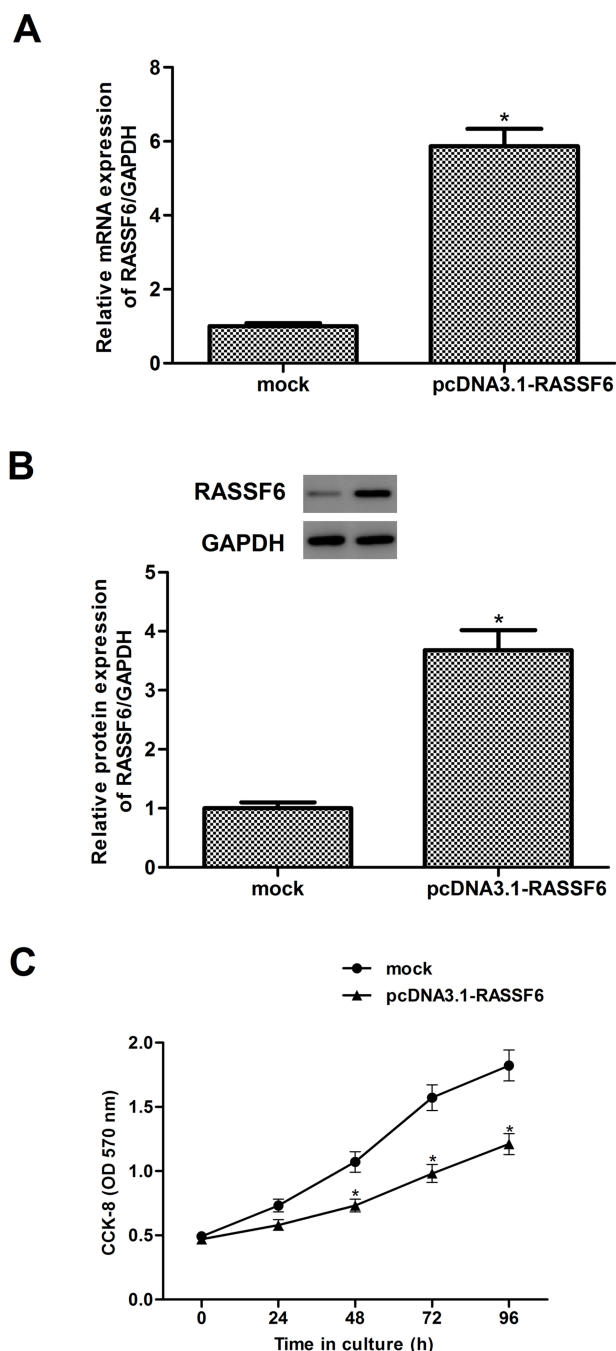 A
Relative mRNA expression
of RASSF6/GAPDH
8
6
4
2
0
*
mock
pcDNA3.1-RASSF6
B
RASSF6
GAPDH
Relative protein expression
of RASSF6/GAPDH
5
4
3
2
1
0
*
mock
pcDNA3.1-RASSF6
C
mock
pcDNA3.1-RASSF6
CCK-8 (OD 570 nm)
2.0
1.5
1.0
0.5
0.0
* * *
0 24 48 72 96
Time in culture (h)